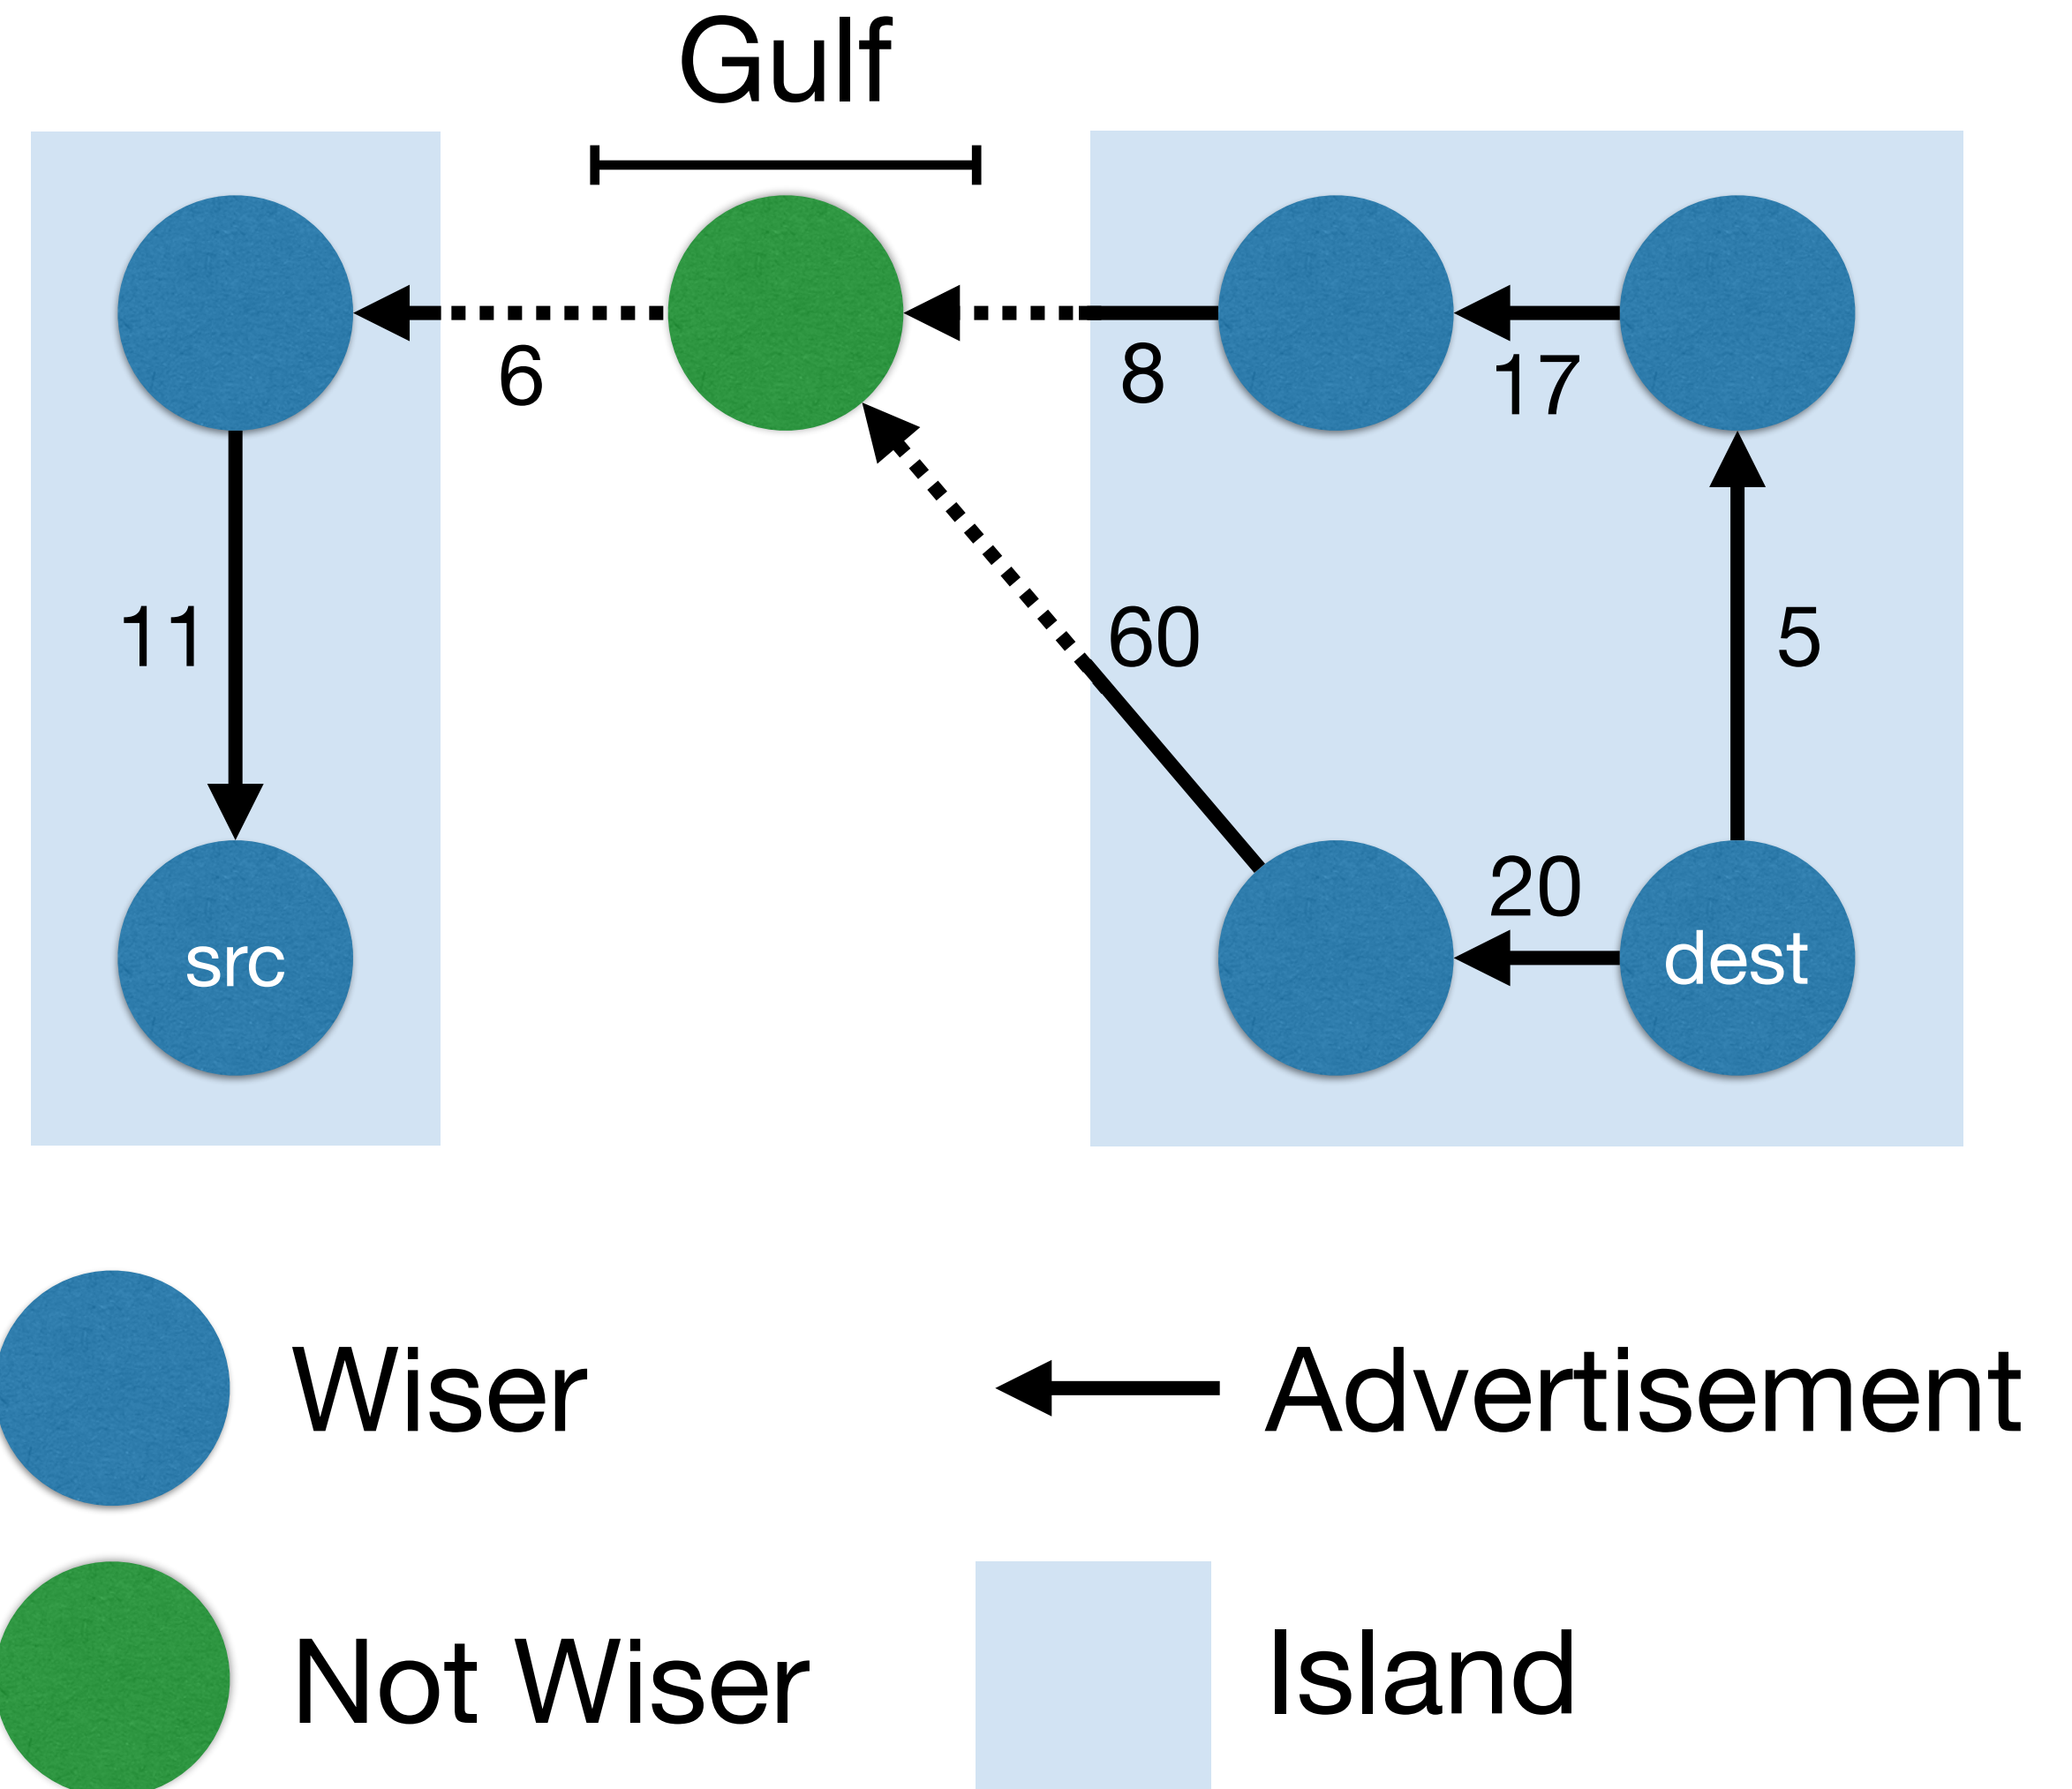 Gulf
6
8
17
11
60
5
20
src
dest
Wiser
Advertisement
Not Wiser
Island